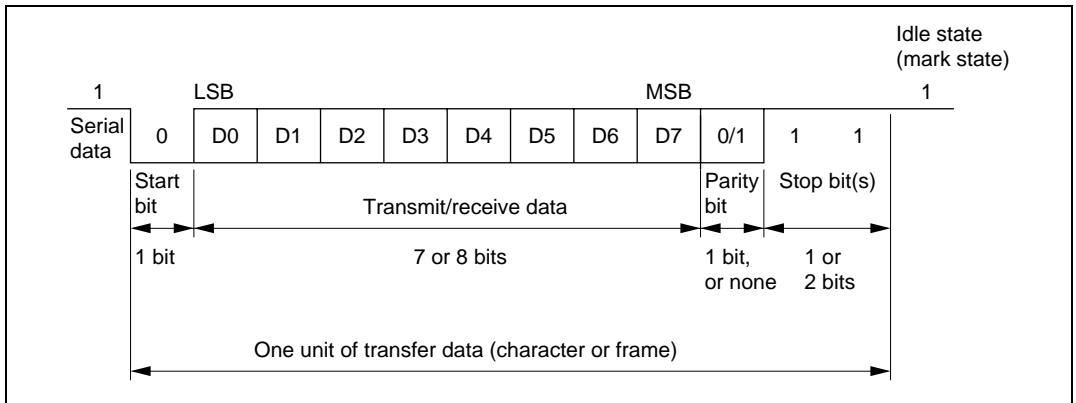 Idle state
(mark state)
1 LSB MSB 1
Serial
data
0 D0 D1 D2 D3 D4 D5 D6 D7 0/1 1 1
Start
bit
Transmit/receive data
Parity
bit
Stop bit(s)
1 bit
7 or 8 bits
1 bit,
or none
1 or
2 bits
One unit of transfer data (character or frame)